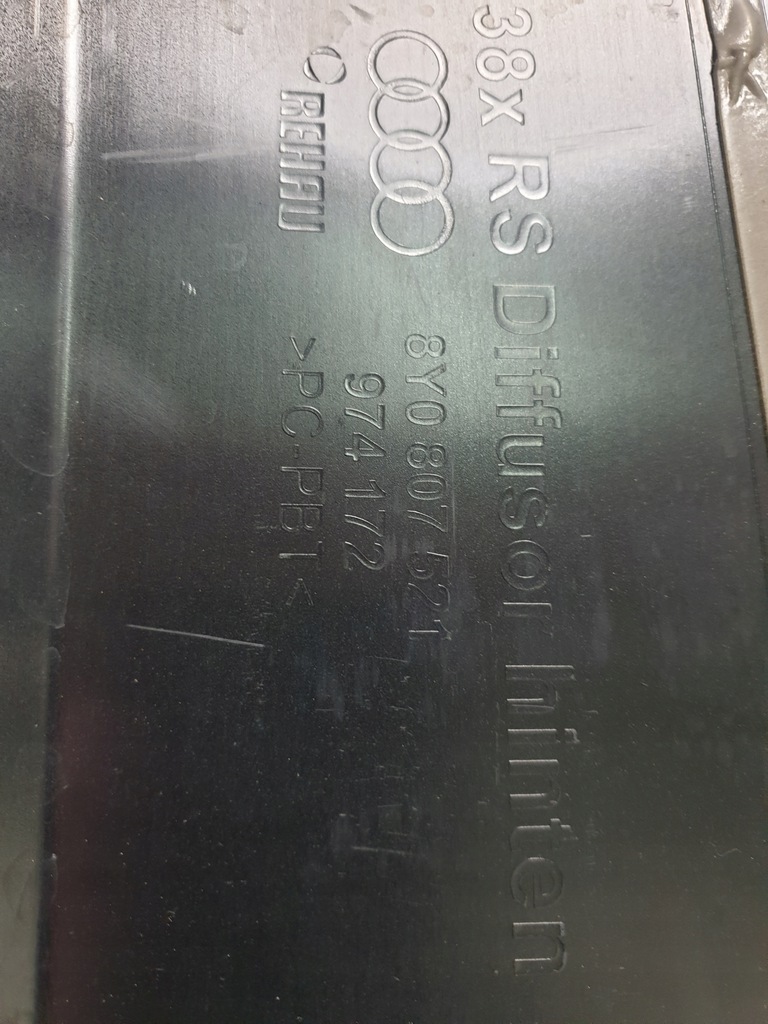 38x RS Diffusor hinten
8Y0 807 521
REHAU
974 172
>PC-PBT<